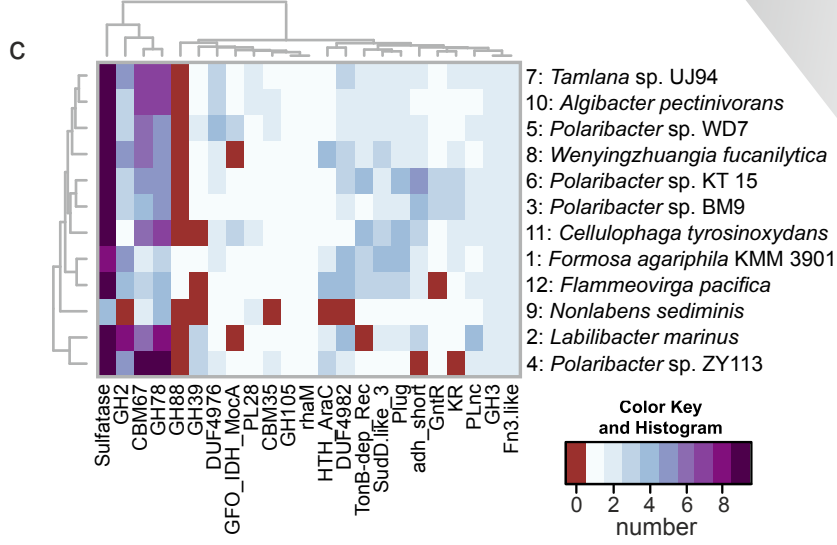 c
7: Tamlana sp. UJ94
10: Algibacter pectinivorans
5: Polaribacter sp. WD7
8: Wenyingzhuangia fucanilytica
6: Polaribacter sp. KT 15
3: Polaribacter sp. BM9
11: Cellulophaga tyrosinoxydans
1: Formosa agariphila KMM 3901
12: Flammeovirga pacifica
9: Nonlabens sediminis
2: Labilibacter marinus
4: Polaribacter sp. ZY113
Sulfatase
GH2
CBM67
GH78
GH88
GH39
DUF4976
GFO_IDH_MocA
PL28
CBM35
GH105
rhaM
HTH_AraC
DUF4982
TonB-dep_Rec
SudD.like_3
Plug
adh_short
GntR
KR
PLnc
GH3
Fn3.like
Color Key
and Histogram
0 2 4 6 8
number